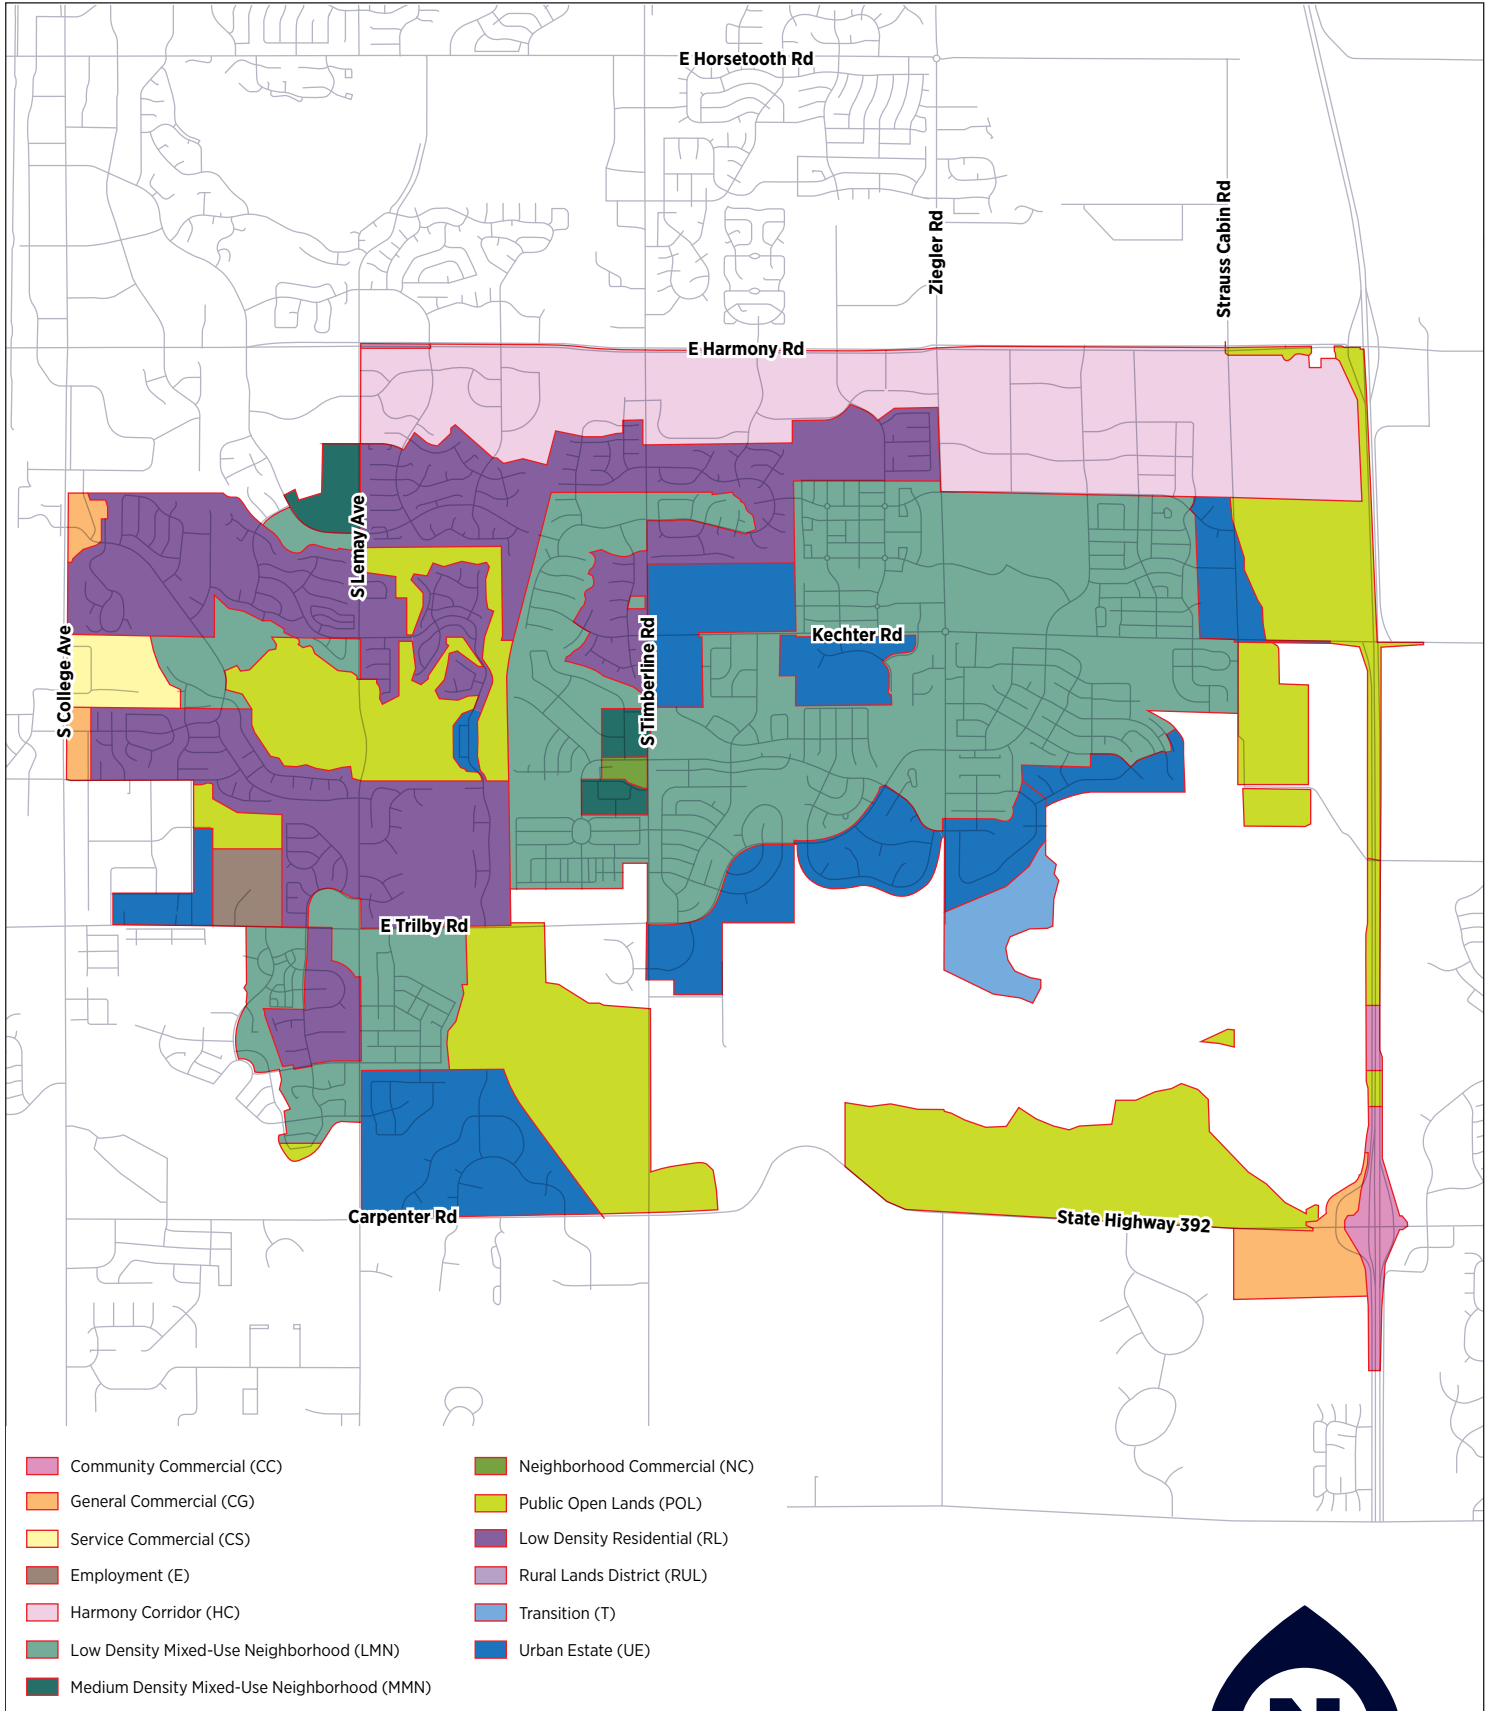 E Horsetooth Rd
Ziegler Rd
Strauss Cabin Rd
E Harmony Rd
S Lemay Ave
S College Ave
S Timberline Rd
Kechter Rd
E Trilby Rd
Carpenter Rd
State Highway 392
Community Commercial (CC)
General Commercial (CG)
Service Commercial (CS)
Employment (E)
Harmony Corridor (HC)
Low Density Mixed-Use Neighborhood (LMN)
Medium Density Mixed-Use Neighborhood (MMN)
Neighborhood Commercial (NC)
Public Open Lands (POL)
Low Density Residential (RL)
Rural Lands District (RUL)
Transition (T)
Urban Estate (UE)
N